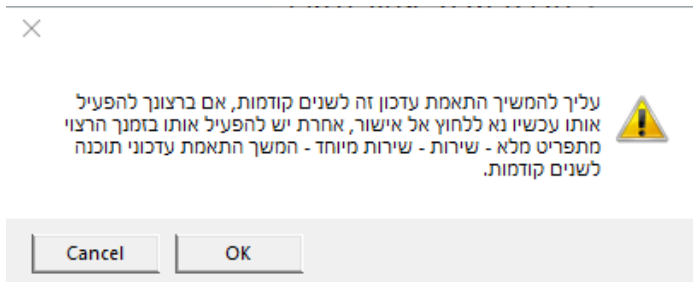 עליך להמשיך התאמת עדכון זה לשנים קודמות, אם ברצונך להפעיל
אותו עכשיו נא ללחוץ אל אישור, אחרת יש להפעיל אותו בזמנך הרצוי
מתפריט מלא - שירות - שירות מיוחד - המשך התאמת עדכוני תוכנה
לשנים קודמות.
Cancel
OK